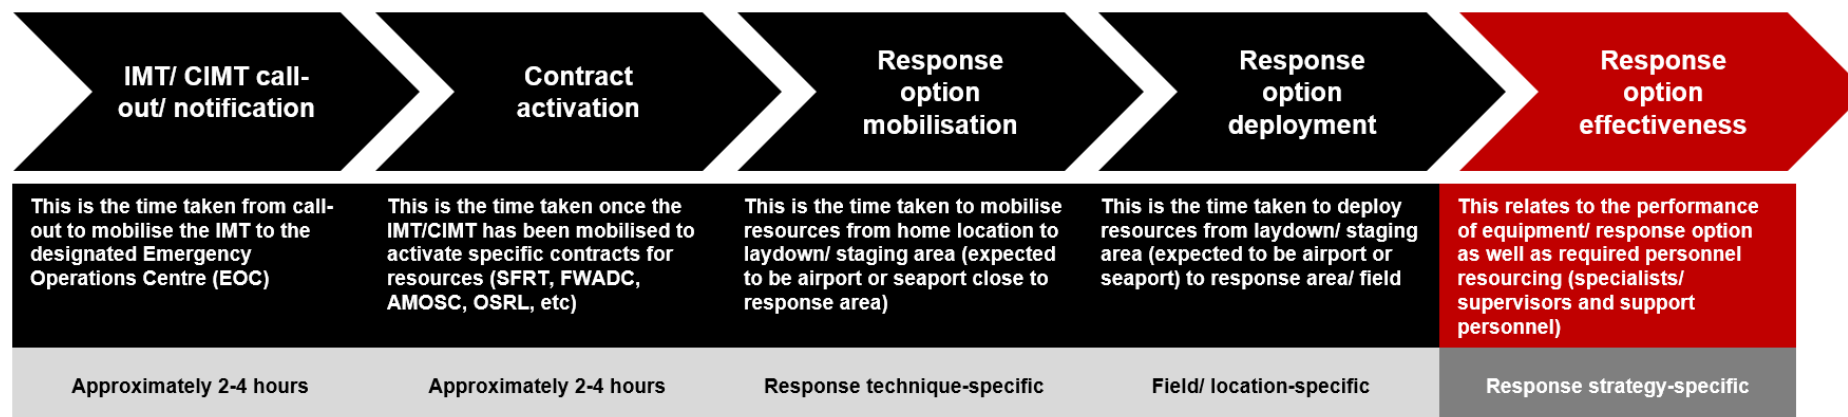 IMT/ CIMT call-
out/ notification
Contract
activation
Response
option
mobilisation
Response
option
deployment
Response
option
effectiveness
This is the time taken from call-
out to mobilise the IMT to the
designated Emergency
Operations Centre (EOC)
This is the time taken once the
IMT/CIMT has been mobilised to
activate specific contracts for
resources (SFRT, FWADC,
AMOSC, OSRL, etc)
This is the time taken to mobilise
resources from home location to
laydown/ staging area (expected
to be airport or seaport close to
response area)
This is the time taken to deploy
resources from laydown/ staging
area (expected to be airport or
seaport) to response area/ field
This relates to the performance
of equipment/ response option
as well as required personnel
resourcing (specialists/
supervisors and support
personnel)
Approximately 2-4 hours
Approximately 2-4 hours
Response technique-specific
Field/ location-specific
Response strategy-specific